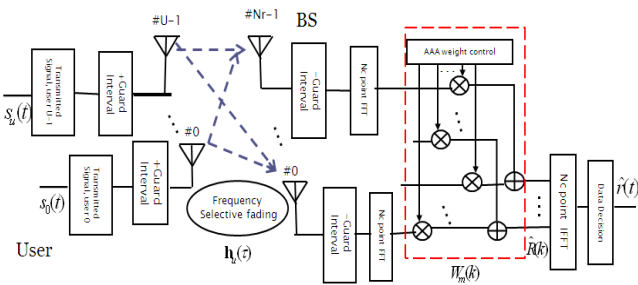 #U-1
#Nr-1
BS
s_u(t)
Transmitted
Signal, user U-1
+Guard
Interval
−Guard
Interval
Nc point FFT
AAA weight control
#0
#0
s_0(t)
Transmitted
Signal, user 0
+Guard
Interval
Frequency
Selective fading
h_u(τ)
User
−Guard
Interval
Nc point FFT
W_m(k)
R̂(k)
Nc point IFFT
Data Decision
r̂(t)